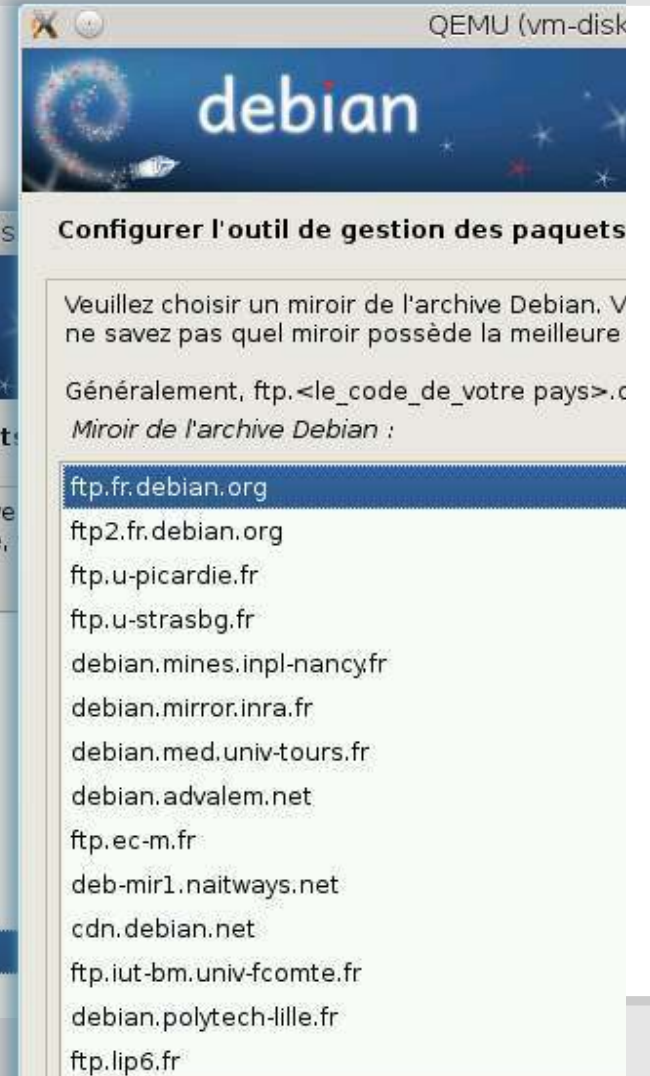 QEMU (vm-disk
debian
Configurer l'outil de gestion des paquets
Veuillez choisir un miroir de l'archive Debian. V
ne savez pas quel miroir possède la meilleure
Généralement, ftp.<le_code_de_votre pays>.d
Miroir de l'archive Debian :
ftp.fr.debian.org
ftp2.fr.debian.org
ftp.u-picardie.fr
ftp.u-strasbg.fr
debian.mines.inpl-nancy.fr
debian.mirror.inra.fr
debian.med.univ-tours.fr
debian.advalem.net
ftp.ec-m.fr
deb-mir1.naitways.net
cdn.debian.net
ftp.iut-bm.univ-fcomte.fr
debian.polytech-lille.fr
ftp.lip6.fr